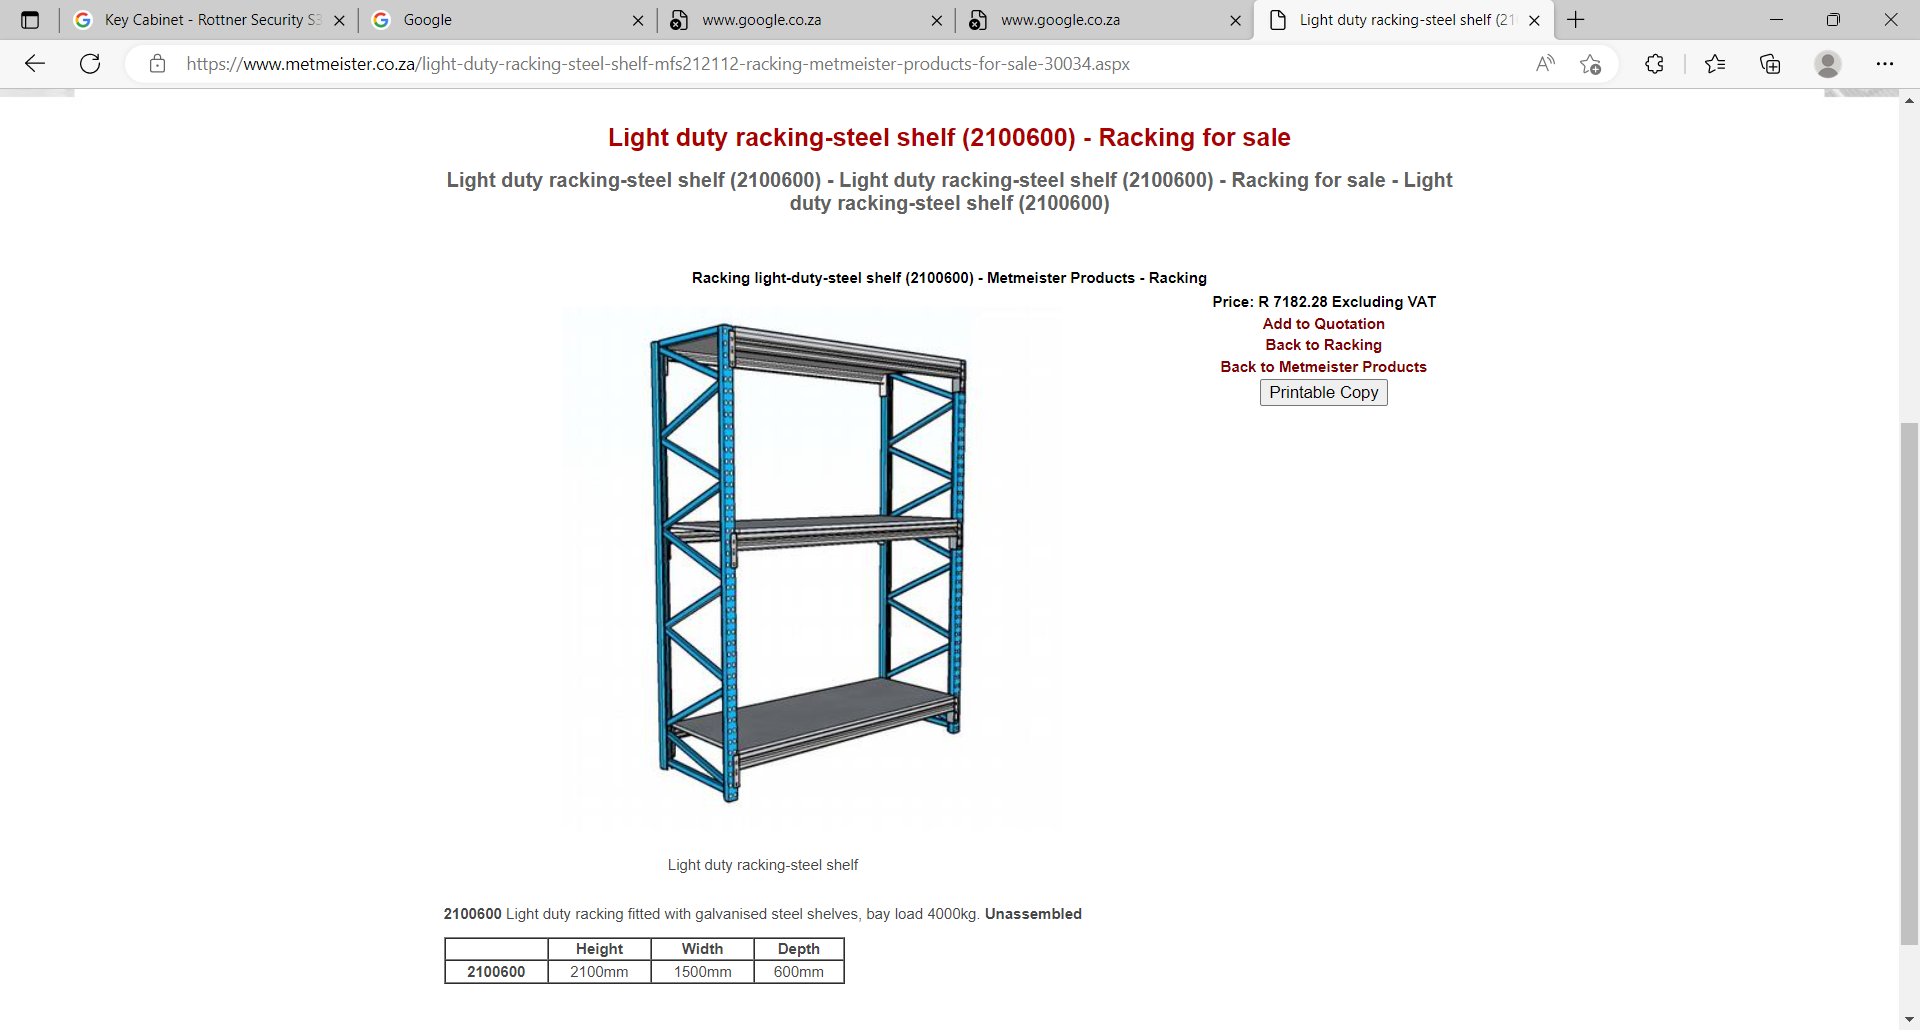 Key Cabinet - Rottner Security S3
Google
www.google.co.za
www.google.co.za
Light duty racking-steel shelf (21
https://www.metmeister.co.za/light-duty-racking-steel-shelf-mfs212112-racking-metmeister-products-for-sale-30034.aspx
Light duty racking-steel shelf (2100600) - Racking for sale
Light duty racking-steel shelf (2100600) - Light duty racking-steel shelf (2100600) - Racking for sale - Light
duty racking-steel shelf (2100600)
Racking light-duty-steel shelf (2100600) - Metmeister Products - Racking
Price: R 7182.28 Excluding VAT
Add to Quotation
Back to Racking
Back to Metmeister Products
Printable Copy
Light duty racking-steel shelf
2100600 Light duty racking fitted with galvanised steel shelves, bay load 4000kg. Unassembled
Height Width Depth
2100600 2100mm 1500mm 600mm